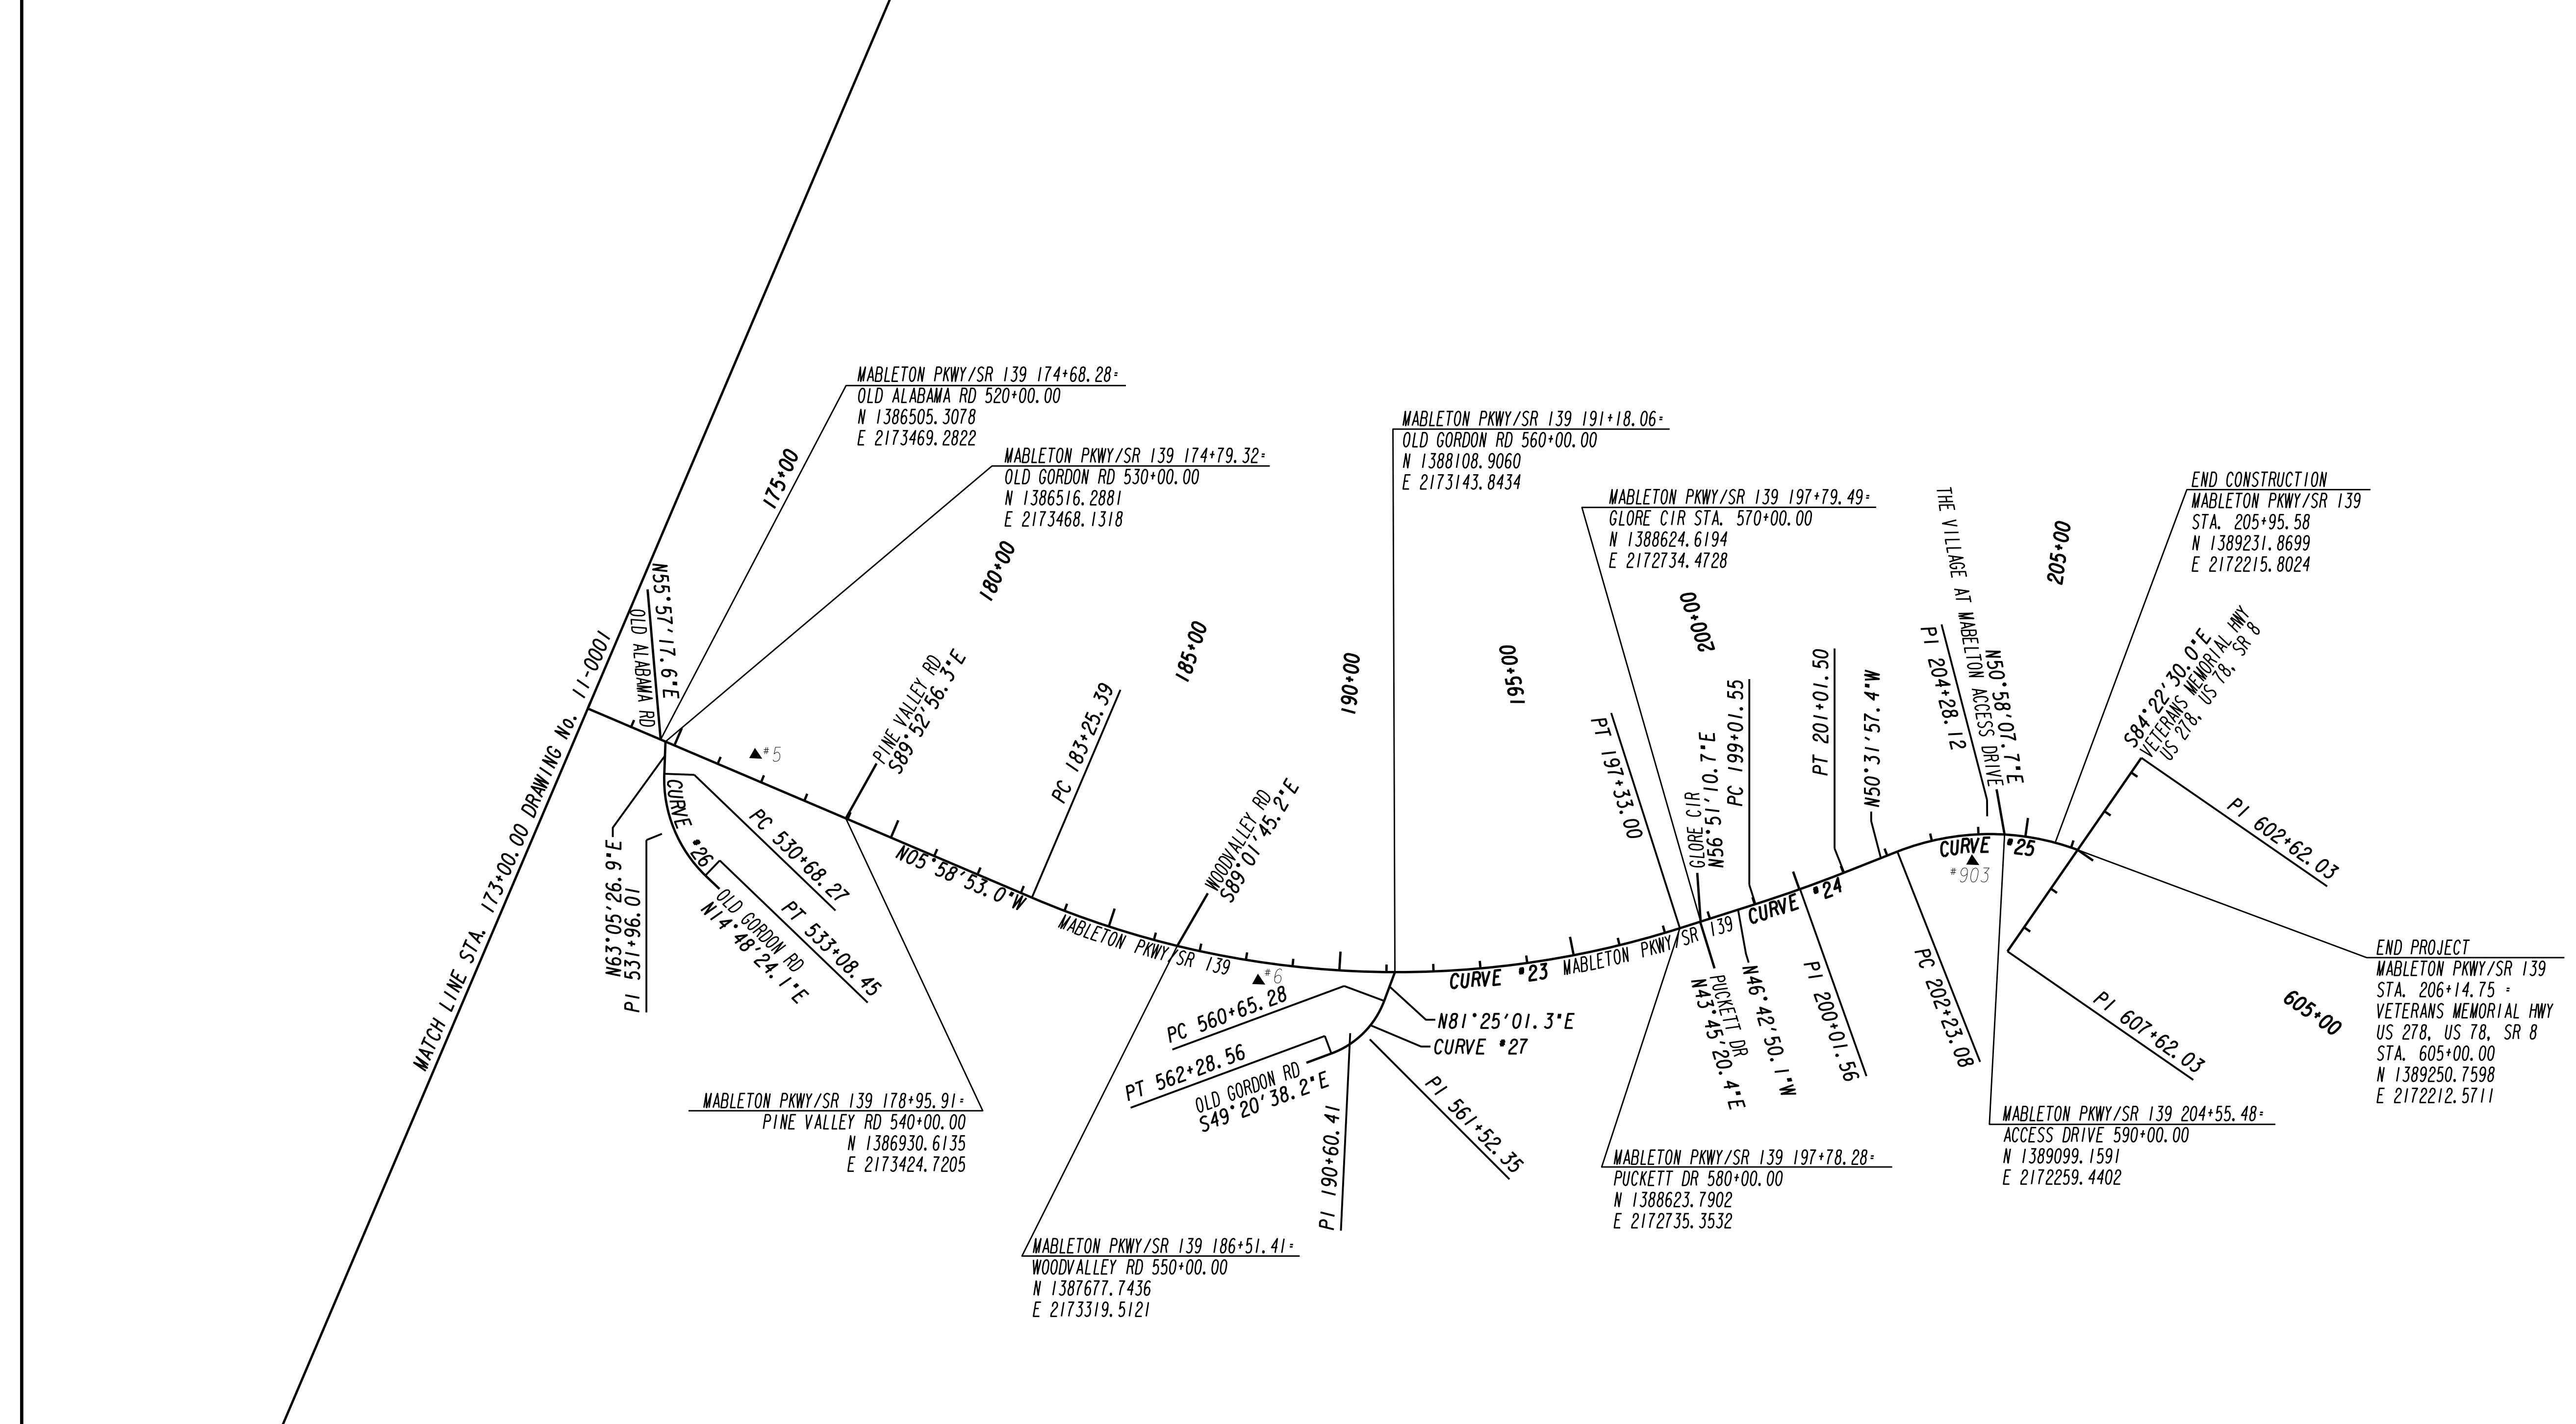 MATCH LINE STA. 173+00.00 DRAWING No. 11-0001
MABLETON PKWY/SR 139 174+68.28=
OLD ALABAMA RD 520+00.00
N 1386505.3078
E 2173469.2822
MABLETON PKWY/SR 139 174+79.32=
OLD GORDON RD 530+00.00
N 1386516.2881
E 2173468.1318
175+00
180+00
185+00
190+00
195+00
200+00
205+00
N55°57'17.6"E
OLD ALABAMA RD
#5
PINE VALLEY RD
S89°52'56.3"E
PC 183+25.39
CURVE #26
PC 530+68.27
PT 533+08.45
OLD GORDON RD
N14°48'24.1"E
N63°05'26.9"E
PI 531+96.01
N05°58'53.0"W
MABLETON PKWY/SR 139
WOODVALLEY RD
S89°01'45.2"E
#6
MABLETON PKWY/SR 139 178+95.91=
PINE VALLEY RD 540+00.00
N 1386930.6135
E 2173424.7205
MABLETON PKWY/SR 139 186+51.41=
WOODVALLEY RD 550+00.00
N 1387677.7436
E 2173319.5121
MABLETON PKWY/SR 139 191+18.06=
OLD GORDON RD 560+00.00
N 1388108.9060
E 2173143.8434
PC 560+65.28
PT 562+28.56
OLD GORDON RD
S49°20'38.2"E
PI 190+60.41
N81°25'01.3"E
CURVE #27
PI 561+52.35
CURVE #23
MABLETON PKWY/SR 139
MABLETON PKWY/SR 139 197+79.49=
GLORE CIR STA. 570+00.00
N 1388624.6194
E 2172734.4728
PT 197+33.00
GLORE CIR
N56°51'10.7"E
PC 199+01.55
PUCKETT DR
N43°45'20.4"E
N46°42'50.1"W
CURVE #24
PI 200+01.56
PT 201+01.50
N50°31'57.4"W
PC 202+23.08
MABLETON PKWY/SR 139 197+78.28=
PUCKETT DR 580+00.00
N 1388623.7902
E 2172735.3532
PI 204+28.12
THE VILLAGE AT MABELTON ACCESS DRIVE
N50°58'07.7"E
CURVE #25
#903
MABLETON PKWY/SR 139 204+55.48=
ACCESS DRIVE 590+00.00
N 1389099.1591
E 2172259.4402
END CONSTRUCTION
MABLETON PKWY/SR 139
STA. 205+95.58
N 1389231.8699
E 2172215.8024
S84°22'30.0"E
VETERANS MEMORIAL HWY
US 278, US 78, SR 8
PI 602+62.03
PI 607+62.03
605+00
END PROJECT
MABLETON PKWY/SR 139
STA. 206+14.75 =
VETERANS MEMORIAL HWY
US 278, US 78, SR 8
STA. 605+00.00
N 1389250.7598
E 2172212.5711